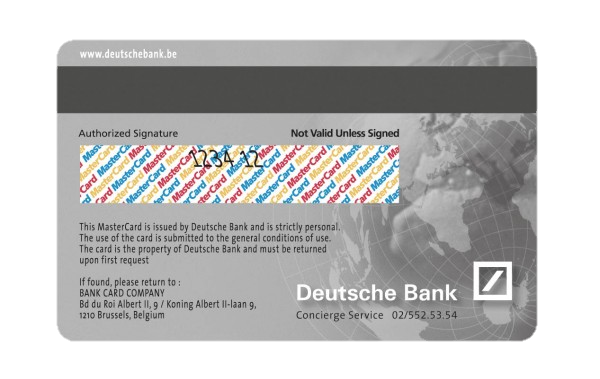 www.deutschebank.be
Authorized Signature Not Valid Unless Signed
1234 12
MasterCard MasterCard MasterCard
This MasterCard is issued by Deutsche Bank and is strictly personal.
The use of the card is submitted to the general conditions of use.
The card is the property of Deutsche Bank and must be returned
upon first request
If found, please return to :
BANK CARD COMPANY
Bd du Roi Albert II, 9 / Koning Albert II-laan 9,
1210 Brussels, Belgium
Deutsche Bank
Concierge Service 02/552.53.54